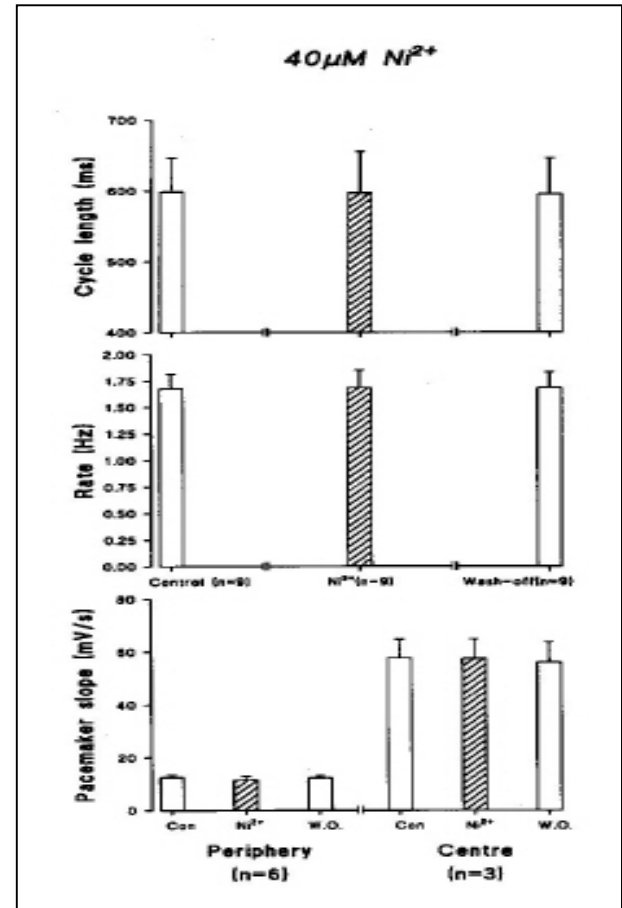 40μM Ni²⁺
Cycle length (ms)
700
600
500
400
Rate (Hz)
2.00
1.75
1.50
1.25
1.00
0.75
0.50
0.25
0.00
Control (n=9) Ni²⁺(n=9) Wash-off(n=9)
Pacemaker slope (mV/s)
80
60
40
20
0
Con Ni²⁺ W.O. Con Ni²⁺ W.O.
Periphery Centre
(n=6) (n=3)